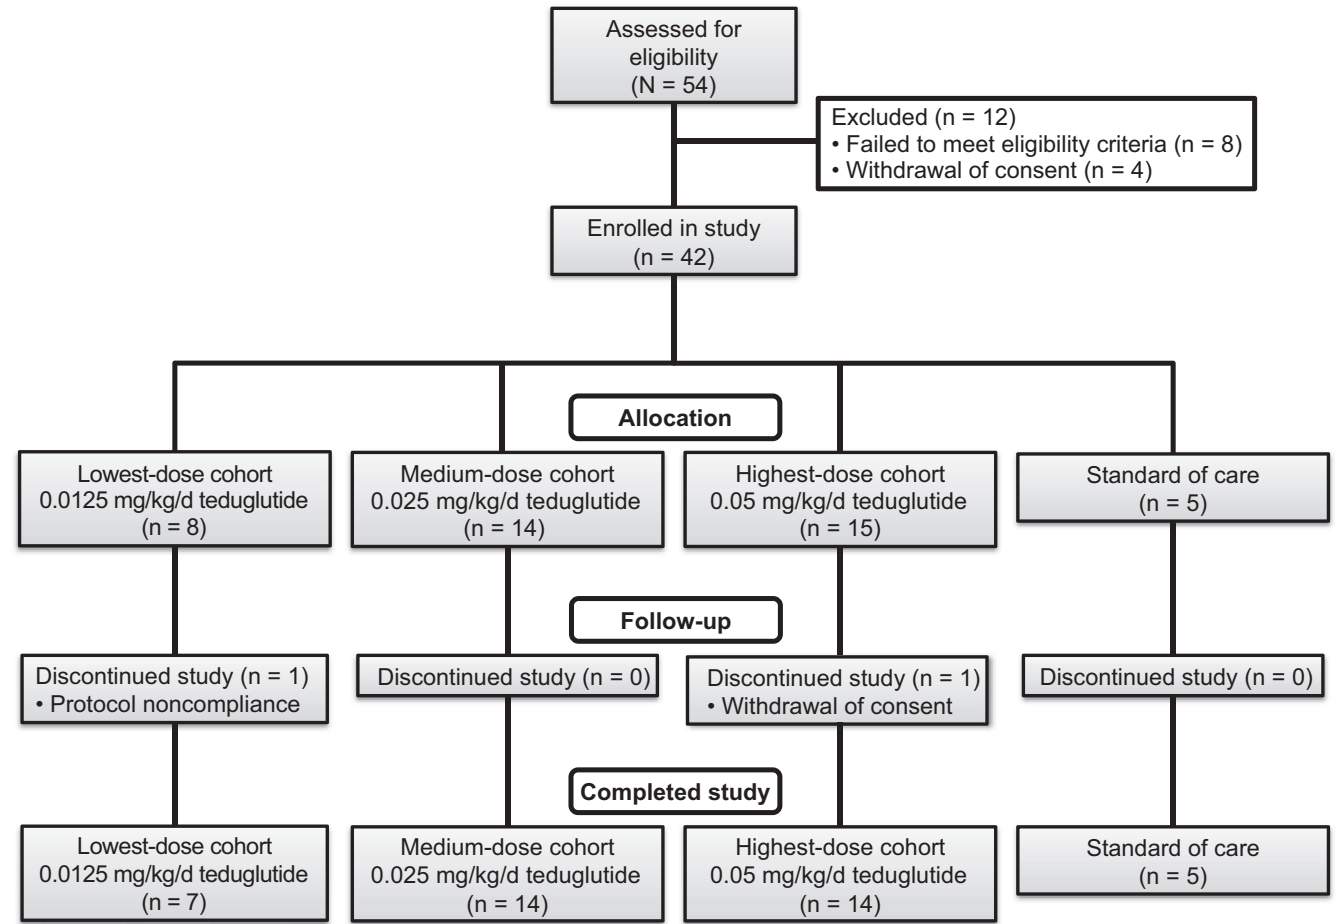 Assessed for
eligibility
(N = 54)
Excluded (n = 12)
• Failed to meet eligibility criteria (n = 8)
• Withdrawal of consent (n = 4)
Enrolled in study
(n = 42)
Allocation
Lowest-dose cohort
0.0125 mg/kg/d teduglutide
(n = 8)
Medium-dose cohort
0.025 mg/kg/d teduglutide
(n = 14)
Highest-dose cohort
0.05 mg/kg/d teduglutide
(n = 15)
Standard of care
(n = 5)
Follow-up
Discontinued study (n = 1)
• Protocol noncompliance
Discontinued study (n = 0)
Discontinued study (n = 1)
• Withdrawal of consent
Discontinued study (n = 0)
Completed study
Lowest-dose cohort
0.0125 mg/kg/d teduglutide
(n = 7)
Medium-dose cohort
0.025 mg/kg/d teduglutide
(n = 14)
Highest-dose cohort
0.05 mg/kg/d teduglutide
(n = 14)
Standard of care
(n = 5)